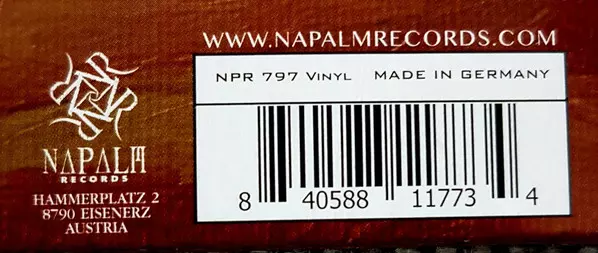 WWW.NAPALMRECORDS.COM
NPR 797 VINYL MADE IN GERMANY
NAPALM
RECORDS
HAMMERPLATZ 2
8790 EISENERZ
AUSTRIA
8 40588 11773 4